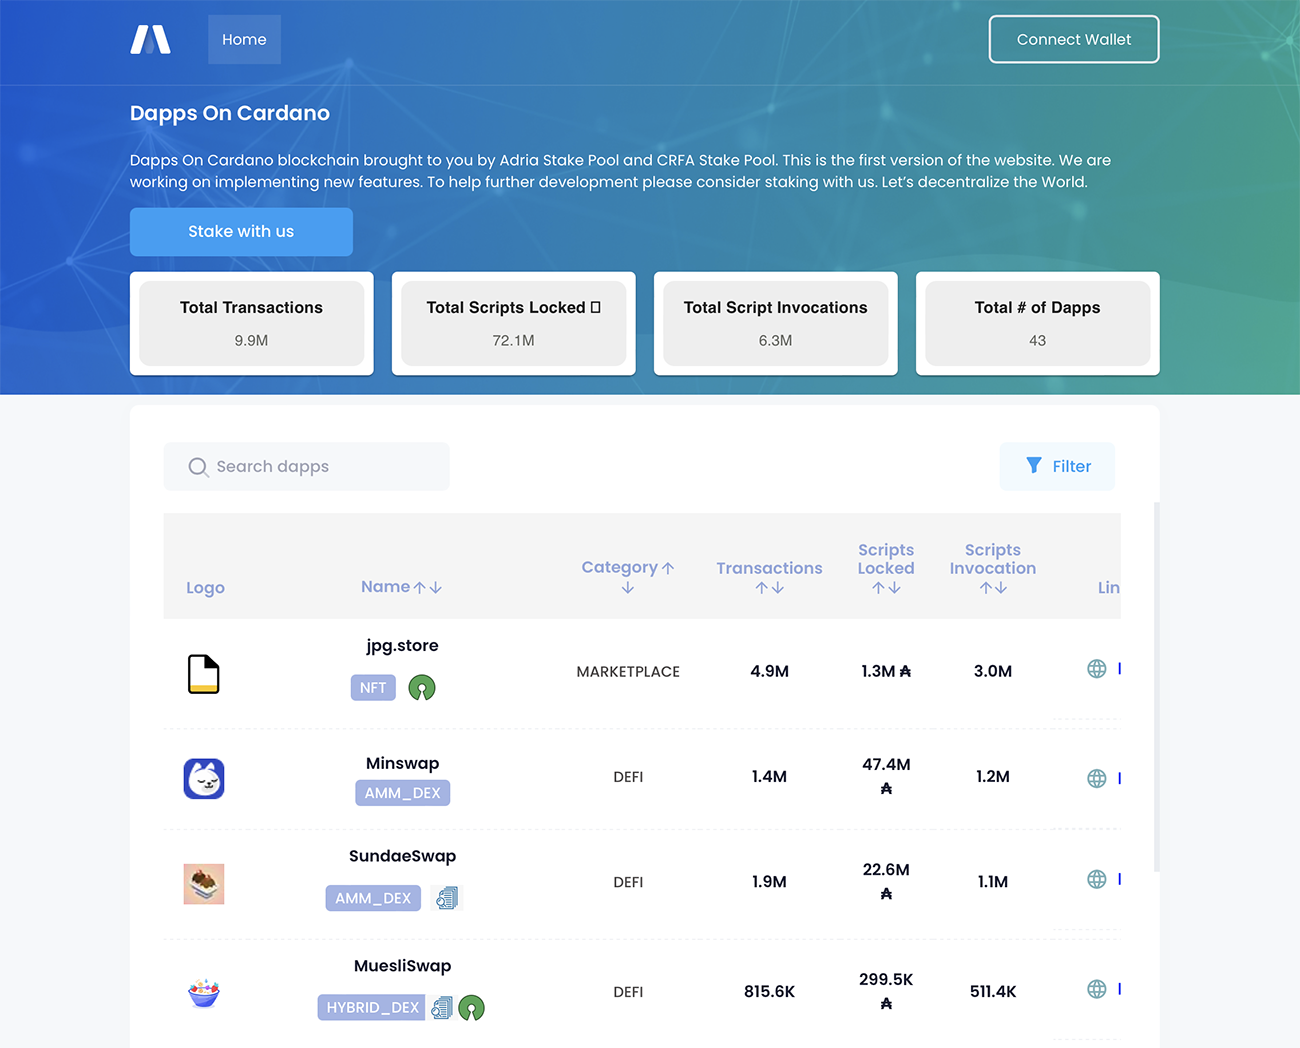 Home
Connect Wallet
Dapps On Cardano
Dapps On Cardano blockchain brought to you by Adria Stake Pool and CRFA Stake Pool. This is the first version of the website. We are
working on implementing new features. To help further development please consider staking with us. Let's decentralize the World.
Stake with us
Total Transactions
9.9M
Total Scripts Locked
72.1M
Total Script Invocations
6.3M
Total # of Dapps
43
Search dapps
Filter
Logo
Name ↑↓
Category ↑
↓
Transactions
↑↓
Scripts
Locked
↑↓
Scripts
Invocation
↑↓
Lin
jpg.store
NFT
MARKETPLACE
4.9M
1.3M ₳
3.0M
Minswap
AMM_DEX
DEFI
1.4M
47.4M
₳
1.2M
SundaeSwap
AMM_DEX
DEFI
1.9M
22.6M
₳
1.1M
MuesliSwap
HYBRID_DEX
DEFI
815.6K
299.5K
₳
511.4K